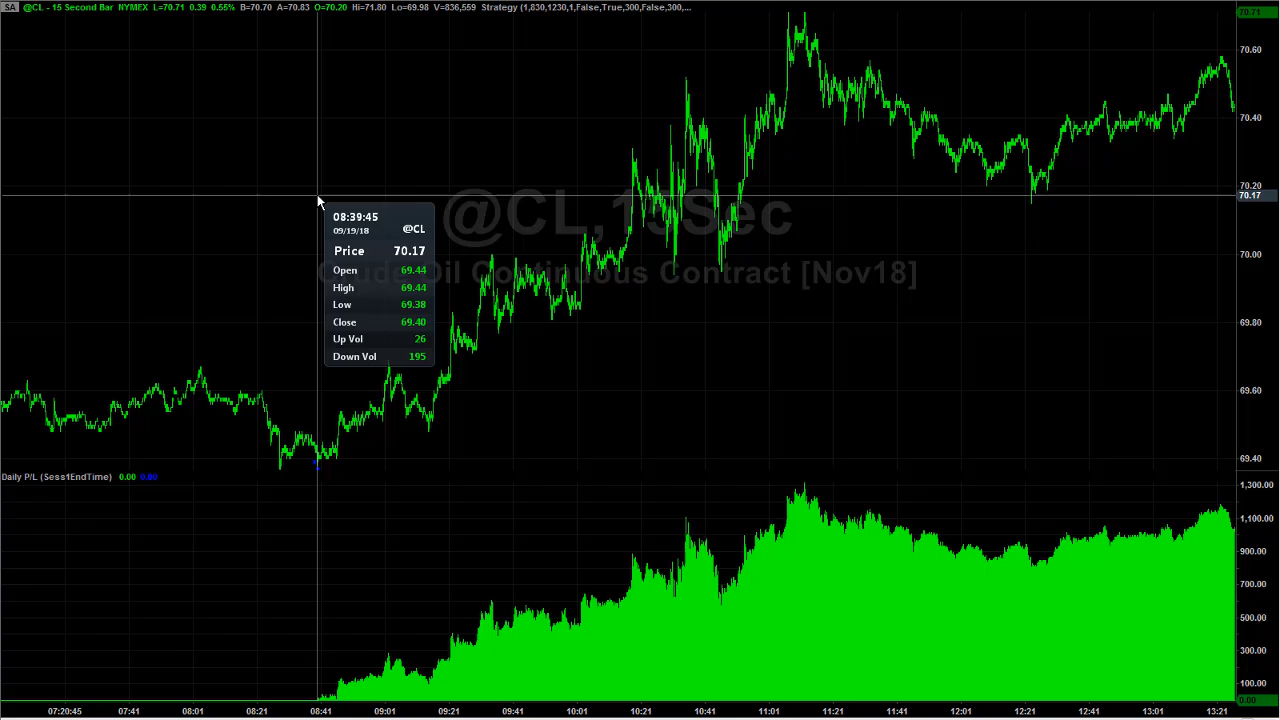 SA @CL - 15 Second Bar NYMEX L=70.71 0.39 0.55% B=70.70 A=70.83 O=70.20 Hi=71.80 Lo=69.98 V=836,559 Strategy (1,830,1230,1,False,True,300,False,300,...
70.71
70.60
70.40
70.20
70.17
@CL,15Sec
08:39:45
09/19/18 @CL
Price 70.17
70.00
Crude Oil Continuous Contract [Nov18]
Open 69.44
High 69.44
Low 69.38
69.80
Close 69.40
Up Vol 26
Down Vol 195
69.60
69.40
Daily P/L (Sess1EndTime) 0.00 0.00
1,300.00
1,100.00
900.00
700.00
500.00
300.00
100.00
0.00
07:20:45 07:41 08:01 08:21 08:41 09:01 09:21 09:41 10:01 10:21 10:41 11:01 11:21 11:41 12:01 12:21 12:41 13:01 13:21